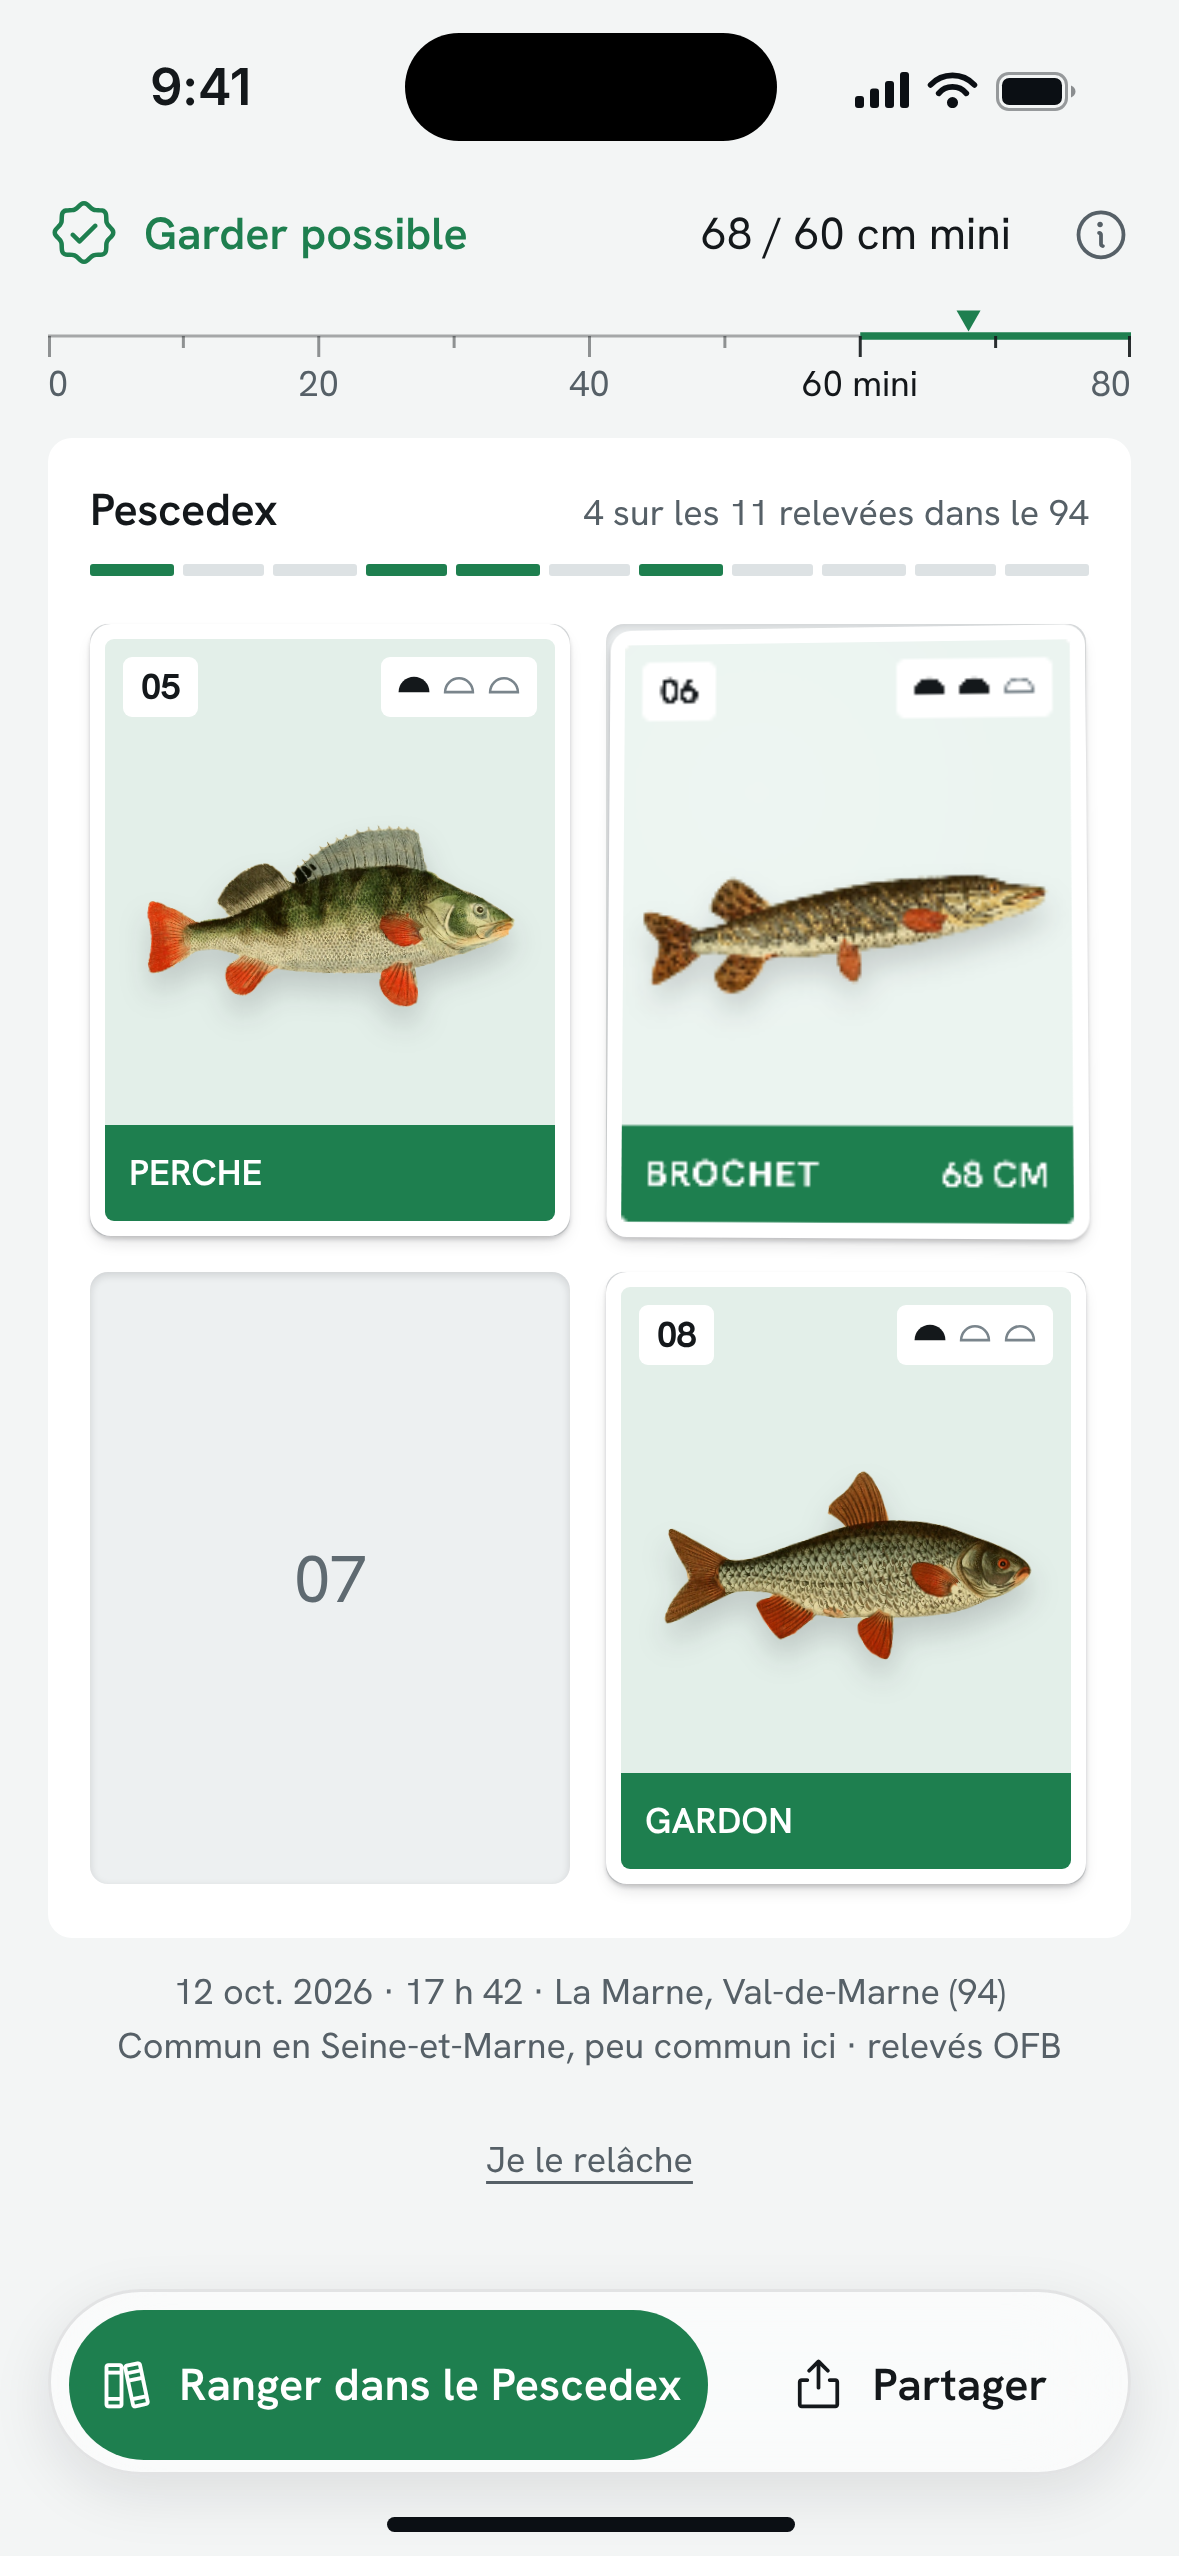 9:41
Garder possible 68 / 60 cm mini
0 20 40 60 mini 80
Pescedex 4 sur les 11 relevées dans le 94
05
06
PERCHE
BROCHET 68 CM
07
08
GARDON
12 oct. 2026 · 17 h 42 · La Marne, Val-de-Marne (94)
Commun en Seine-et-Marne, peu commun ici · relevés OFB
Je le relâche
Ranger dans le Pescedex
Partager